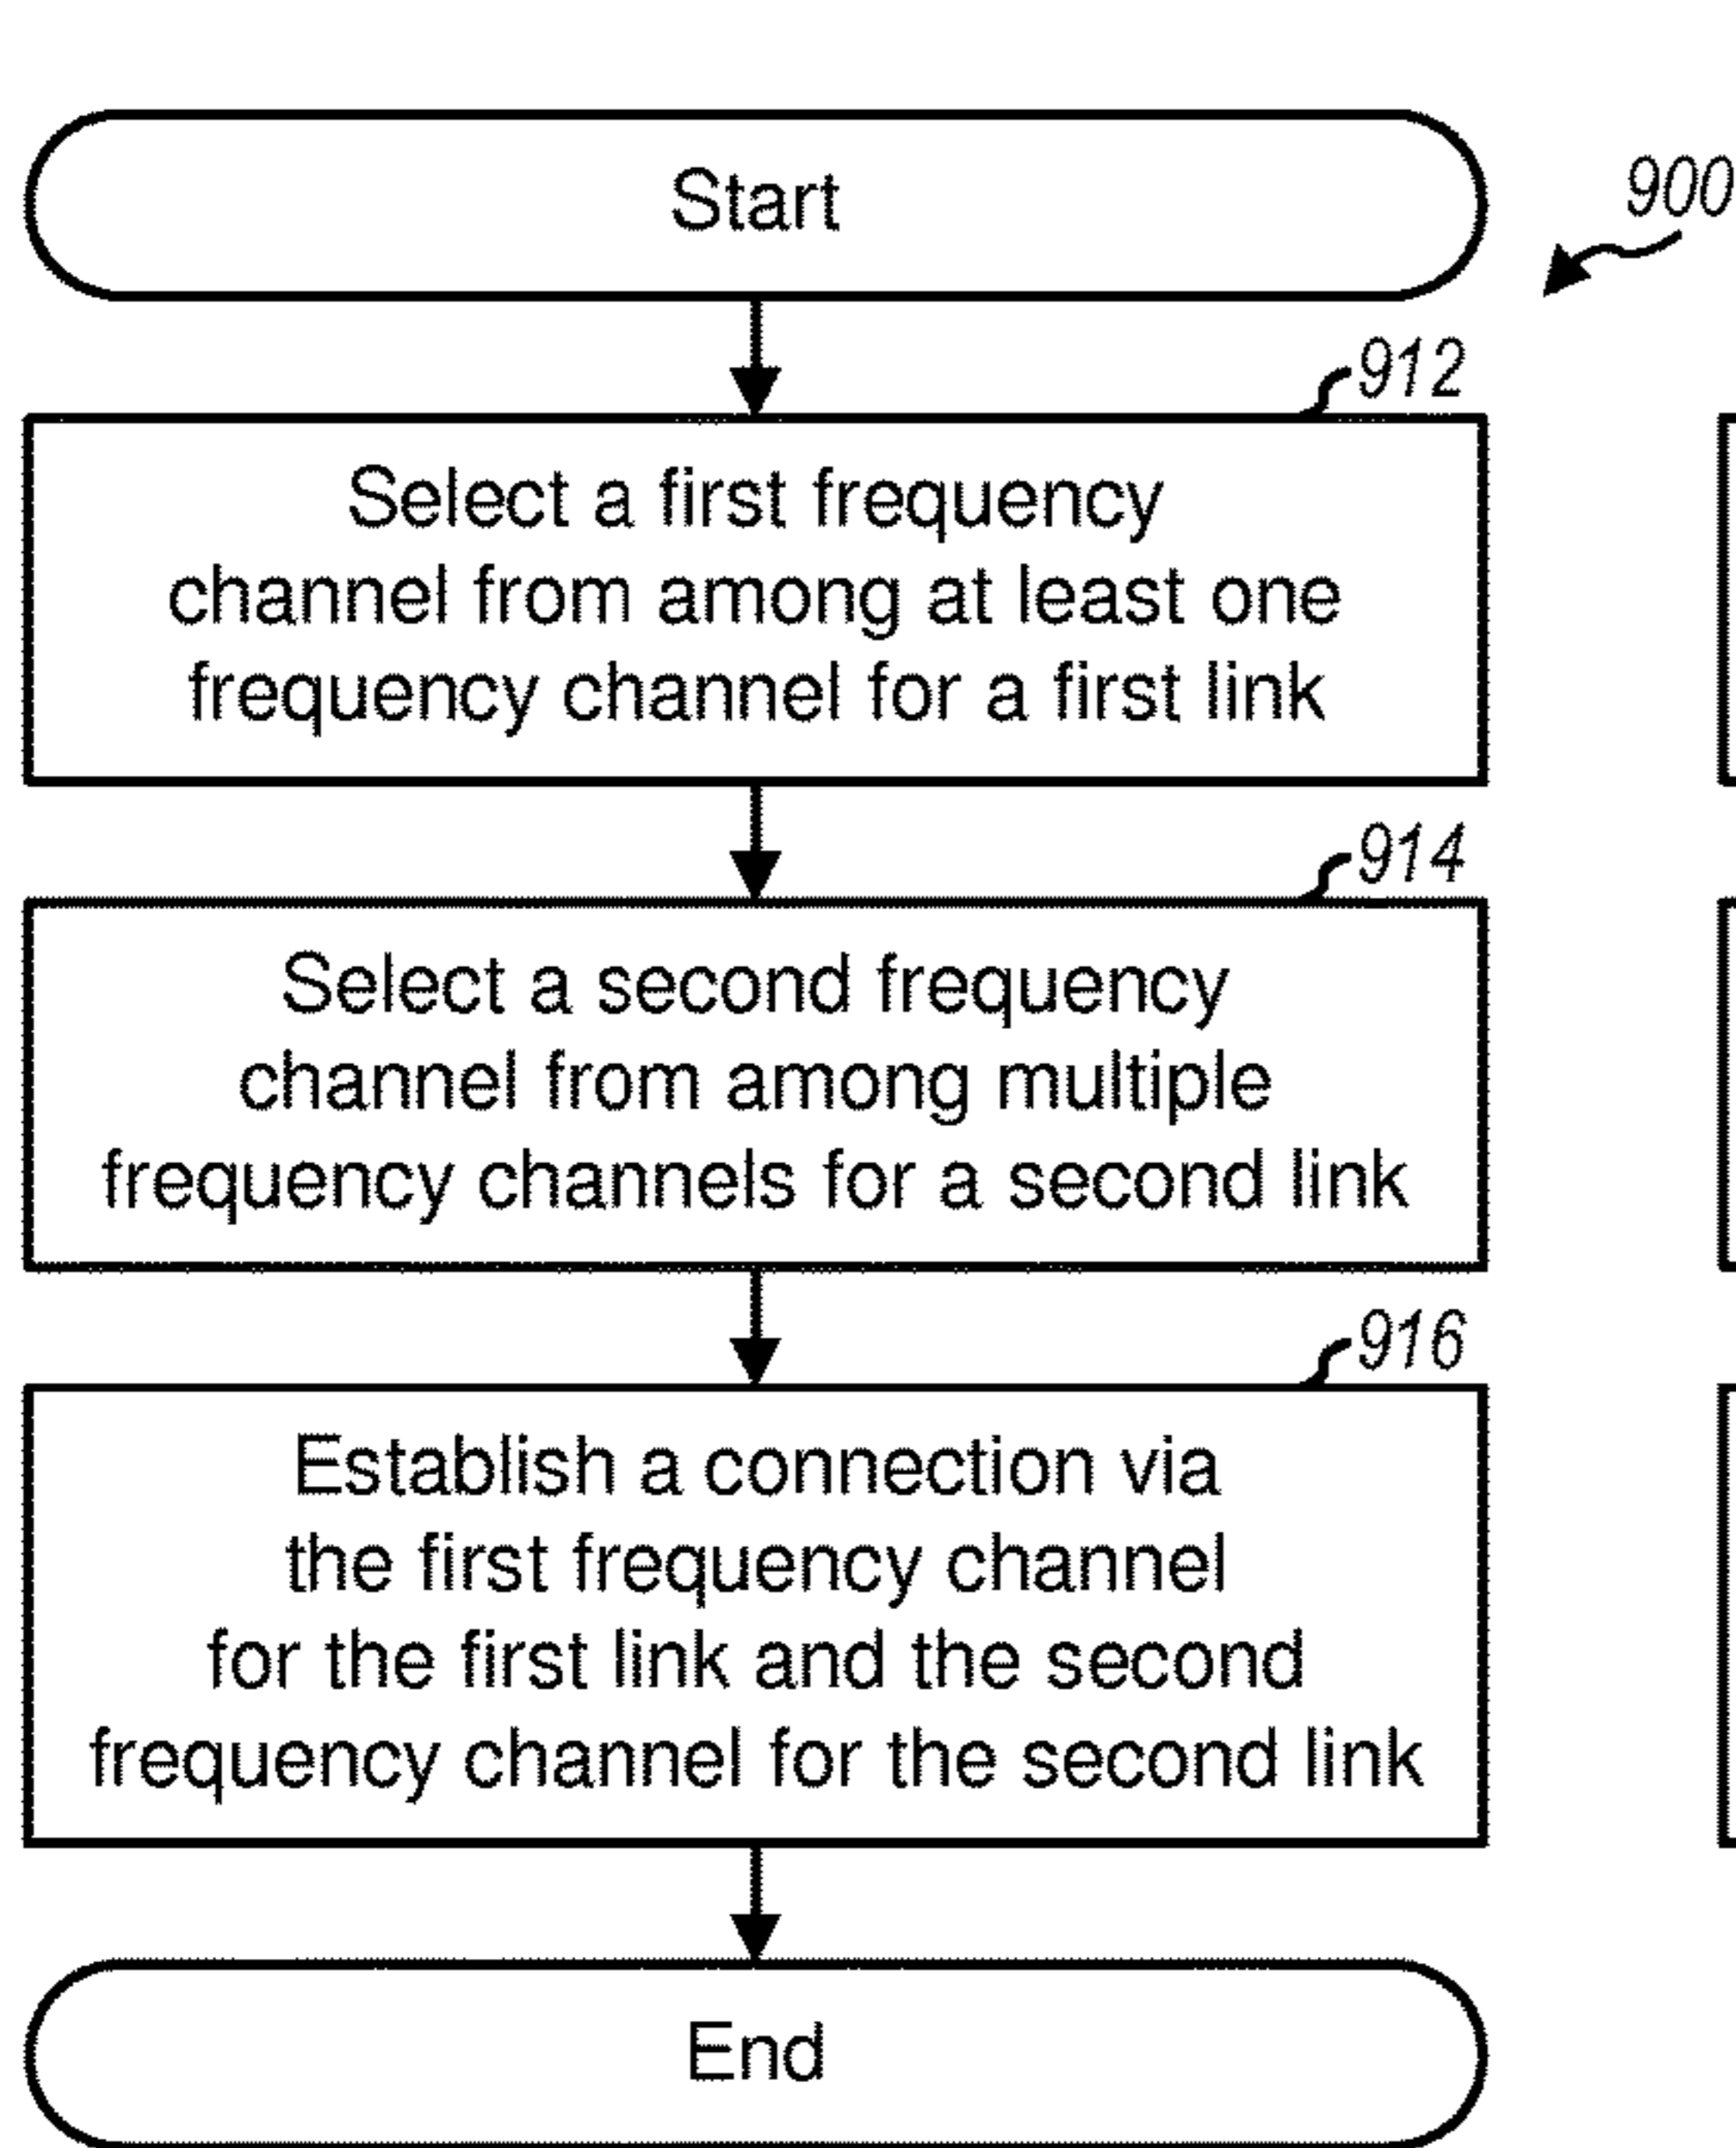 Start
900
912
Select a first frequency
channel from among at least one
frequency channel for a first link
914
Select a second frequency
channel from among multiple
frequency channels for a second link
916
Establish a connection via
the first frequency channel
for the first link and the second
frequency channel for the second link
End